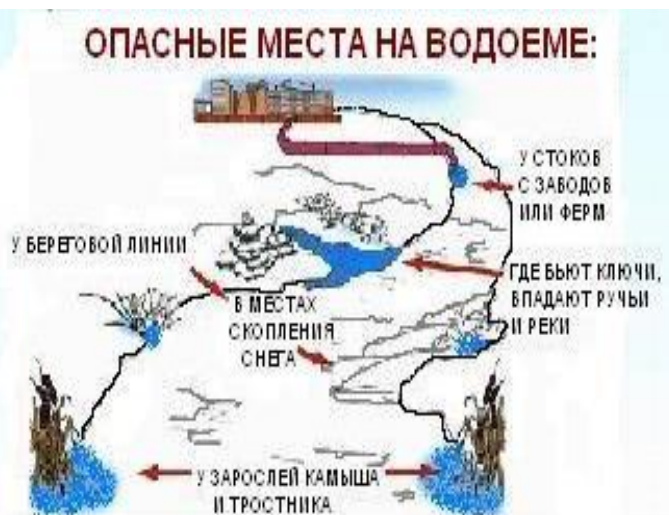 ОПАСНЫЕ МЕСТА НА ВОДОЕМЕ:
У СТОКОВ
С ЗАВОДОВ
ИЛИ ФЕРМ
У БЕРЕГОВОЙ ЛИНИИ
ГДЕ БЬЮТ КЛЮЧИ,
ВПАДАЮТ РУЧЬИ
И РЕКИ
В МЕСТАХ
СКОПЛЕНИЯ
СНЕГА
У ЗАРОСЛЕЙ КАМЫША
И ТРОСТНИКА